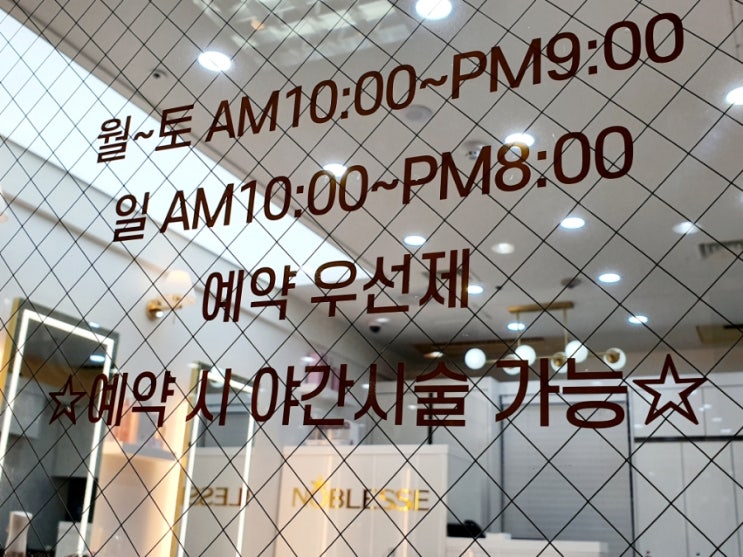 월~토 AM10:00~PM9:00
일 AM10:00~PM8:00
예약 우선제
☆예약 시 야간시술 가능☆
NOBLESSE